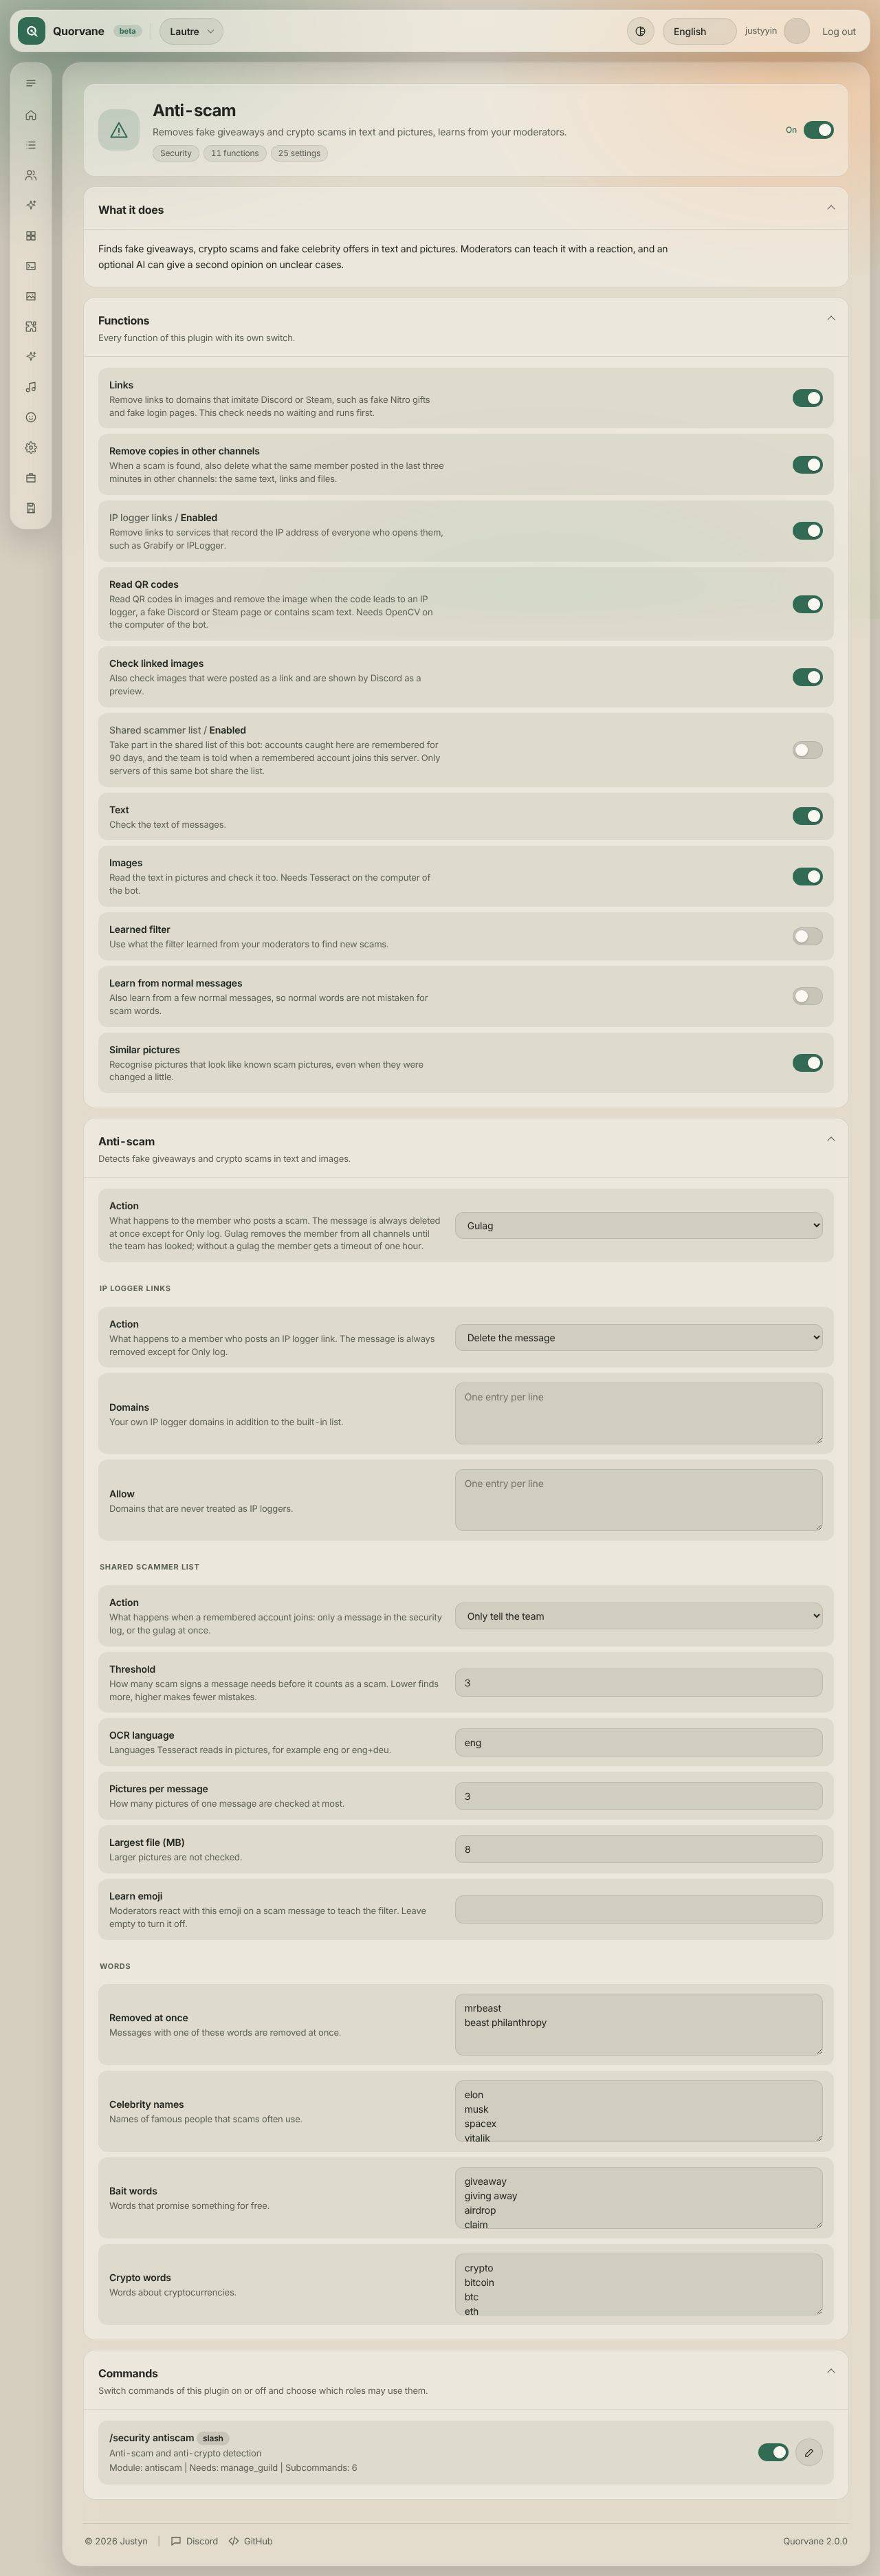 Quorvane beta Lautre English justyyin Log out
Anti-scam
Removes fake giveaways and crypto scams in text and pictures, learns from your moderators.
On
Security 11 functions 25 settings
What it does
Finds fake giveaways, crypto scams and fake celebrity offers in text and pictures. Moderators can teach it with a reaction, and an
optional AI can give a second opinion on unclear cases.
Functions
Every function of this plugin with its own switch.
Links
Remove links to domains that imitate Discord or Steam, such as fake Nitro gifts
and fake login pages. This check needs no waiting and runs first.
Remove copies in other channels
When a scam is found, also delete what the same member posted in the last three
minutes in other channels: the same text, links and files.
IP logger links / Enabled
Remove links to services that record the IP address of everyone who opens them,
such as Grabify or IPLogger.
Read QR codes
Read QR codes in images and remove the image when the code leads to an IP
logger, a fake Discord or Steam page or contains scam text. Needs OpenCV on
the computer of the bot.
Check linked images
Also check images that were posted as a link and are shown by Discord as a
preview.
Shared scammer list / Enabled
Take part in the shared list of this bot: accounts caught here are remembered for
90 days, and the team is told when a remembered account joins this server. Only
servers of this same bot share the list.
Text
Check the text of messages.
Images
Read the text in pictures and check it too. Needs Tesseract on the computer of
the bot.
Learned filter
Use what the filter learned from your moderators to find new scams.
Learn from normal messages
Also learn from a few normal messages, so normal words are not mistaken for
scam words.
Similar pictures
Recognise pictures that look like known scam pictures, even when they were
changed a little.
Anti-scam
Detects fake giveaways and crypto scams in text and images.
Action
What happens to the member who posts a scam. The message is always deleted
at once except for Only log. Gulag removes the member from all channels until
the team has looked; without a gulag the member gets a timeout of one hour.
Gulag
IP LOGGER LINKS
Action
What happens to a member who posts an IP logger link. The message is always
removed except for Only log.
Delete the message
Domains
Your own IP logger domains in addition to the built-in list.
One entry per line
Allow
Domains that are never treated as IP loggers.
One entry per line
SHARED SCAMMER LIST
Action
What happens when a remembered account joins: only a message in the security
log, or the gulag at once.
Only tell the team
Threshold
How many scam signs a message needs before it counts as a scam. Lower finds
more, higher makes fewer mistakes.
3
OCR language
Languages Tesseract reads in pictures, for example eng or eng+deu.
eng
Pictures per message
How many pictures of one message are checked at most.
3
Largest file (MB)
Larger pictures are not checked.
8
Learn emoji
Moderators react with this emoji on a scam message to teach the filter. Leave
empty to turn it off.
WORDS
Removed at once
Messages with one of these words are removed at once.
mrbeast
beast philanthropy
Celebrity names
Names of famous people that scams often use.
elon
musk
spacex
vitalik
Bait words
Words that promise something for free.
giveaway
giving away
airdrop
claim
Crypto words
Words about cryptocurrencies.
crypto
bitcoin
btc
eth
Commands
Switch commands of this plugin on or off and choose which roles may use them.
/security antiscam slash
Anti-scam and anti-crypto detection
Module: antiscam | Needs: manage_guild | Subcommands: 6
© 2026 Justyn | Discord GitHub
Quorvane 2.0.0